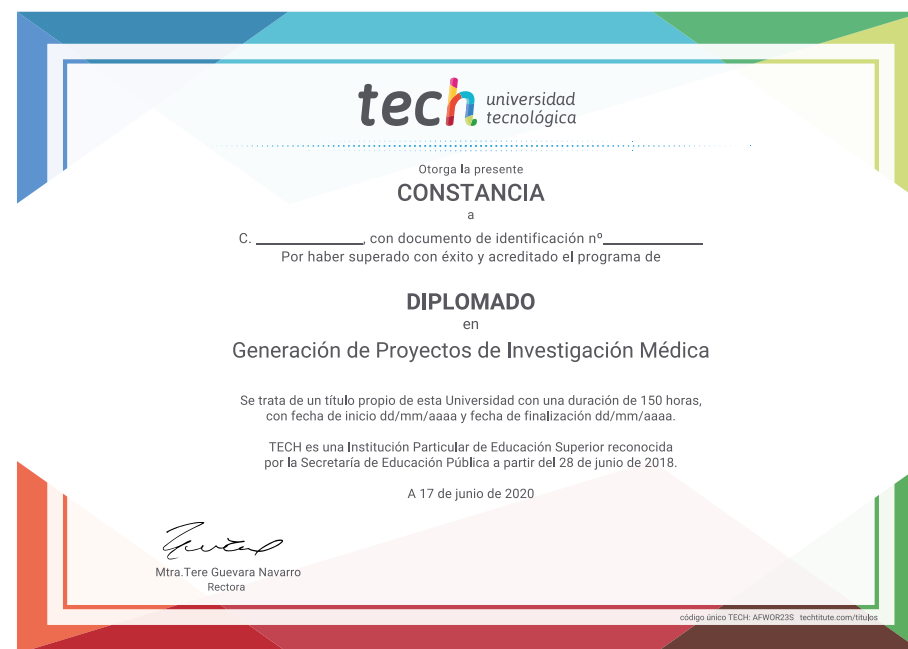 tech universidad
tecnológica
Otorga la presente
CONSTANCIA
a
C. ____________, con documento de identificación nº____________
Por haber superado con éxito y acreditado el programa de
DIPLOMADO
en
Generación de Proyectos de Investigación Médica
Se trata de un título propio de esta Universidad con una duración de 150 horas,
con fecha de inicio dd/mm/aaaa y fecha de finalización dd/mm/aaaa.
TECH es una Institución Particular de Educación Superior reconocida
por la Secretaría de Educación Pública a partir del 28 de junio de 2018.
A 17 de junio de 2020
Mtra.Tere Guevara Navarro
Rectora
código único TECH: AFWOR23S techtitute.com/titulos